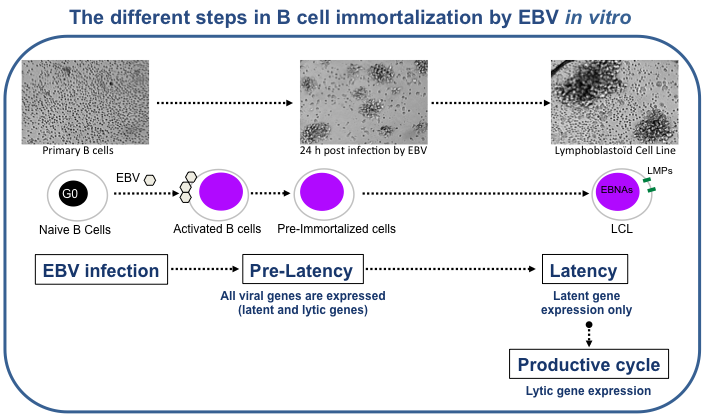 The different steps in B cell immortalization by EBV in vitro
Primary B cells
24 h post infection by EBV
Lymphoblastoïd Cell Line
G0
EBV
EBNAs
LMPs
Naive B Cells
Activated B cells
Pre-Immortalized cells
LCL
EBV infection
Pre-Latency
Latency
All viral genes are expressed
(latent and lytic genes)
Latent gene
expression only
Productive cycle
Lytic gene expression